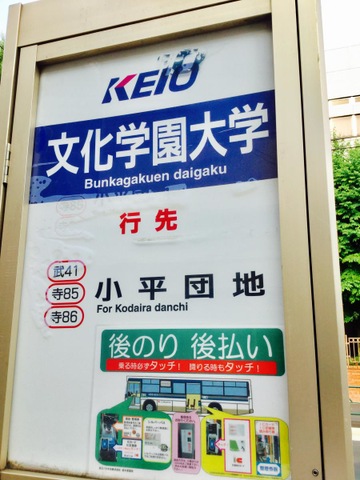 KEIO
文化学園大学
Bunkagakuen daigaku
行先
武41
寺85 小平団地
寺86 For Kodaira danchi
後のり 後払い
乗る時必ずタッチ! 降りる時もタッチ!